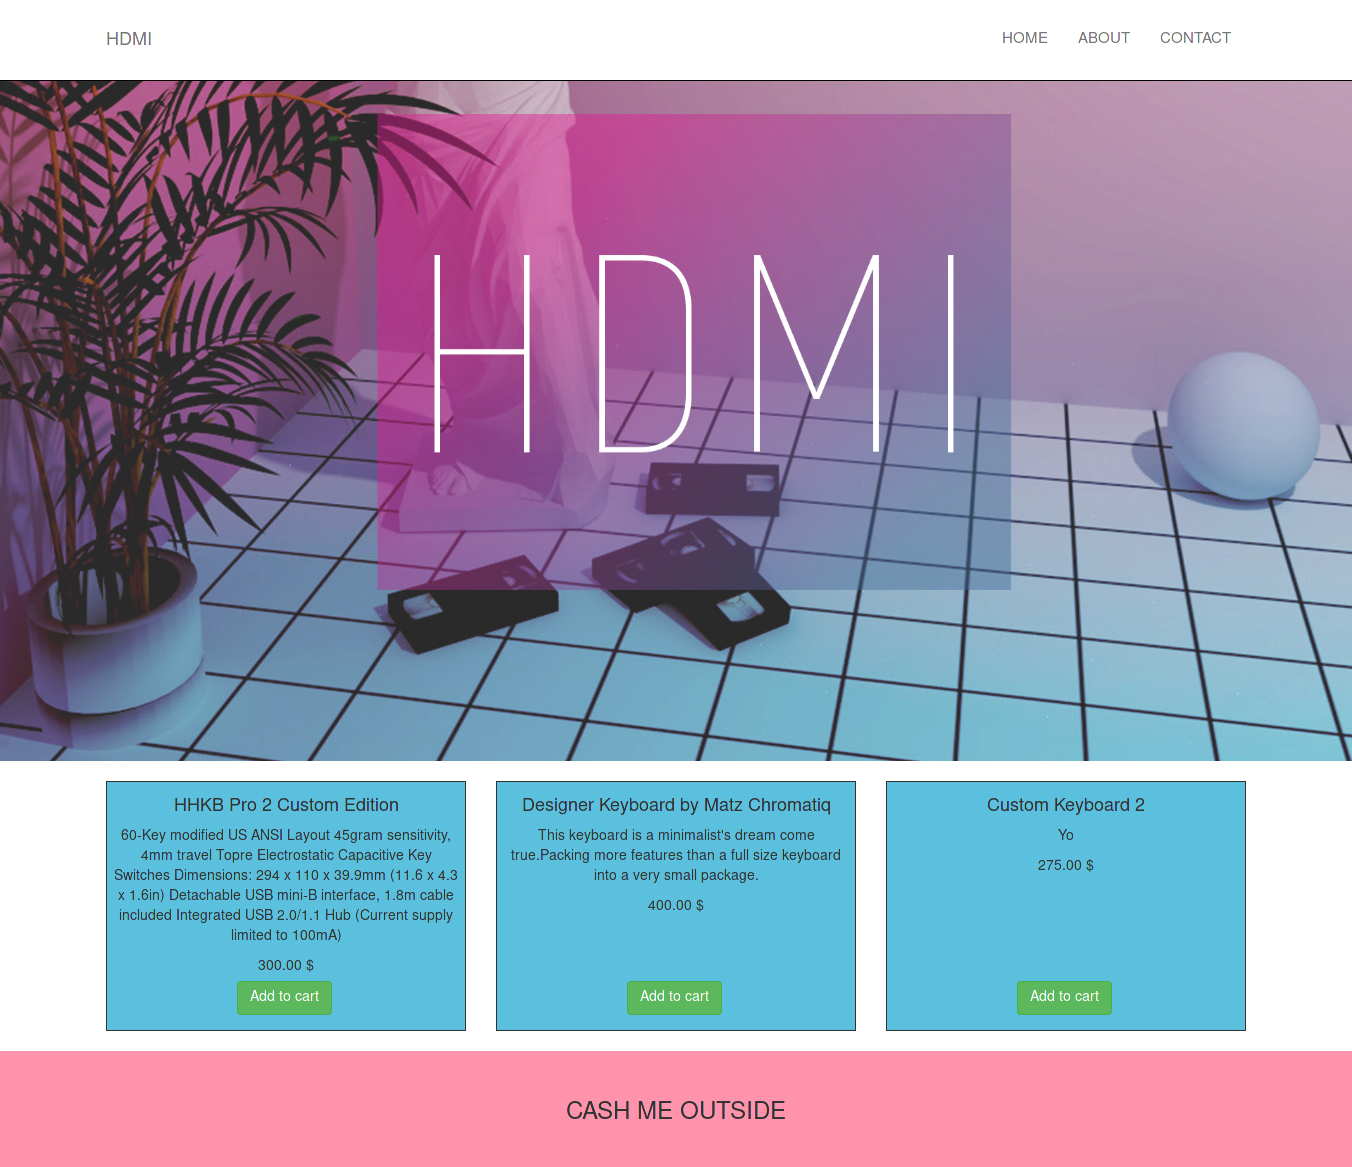 HDMI
HOME ABOUT CONTACT
HDMI
HHKB Pro 2 Custom Edition
60-Key modified US ANSI Layout 45gram sensitivity,
4mm travel Topre Electrostatic Capacitive Key
Switches Dimensions: 294 x 110 x 39.9mm (11.6 x 4.3
x 1.6in) Detachable USB mini-B interface, 1.8m cable
included Integrated USB 2.0/1.1 Hub (Current supply
limited to 100mA)
300.00 $
Add to cart
Designer Keyboard by Matz Chromatiq
This keyboard is a minimalist's dream come
true.Packing more features than a full size keyboard
into a very small package.
400.00 $
Add to cart
Custom Keyboard 2
Yo
275.00 $
Add to cart
CASH ME OUTSIDE